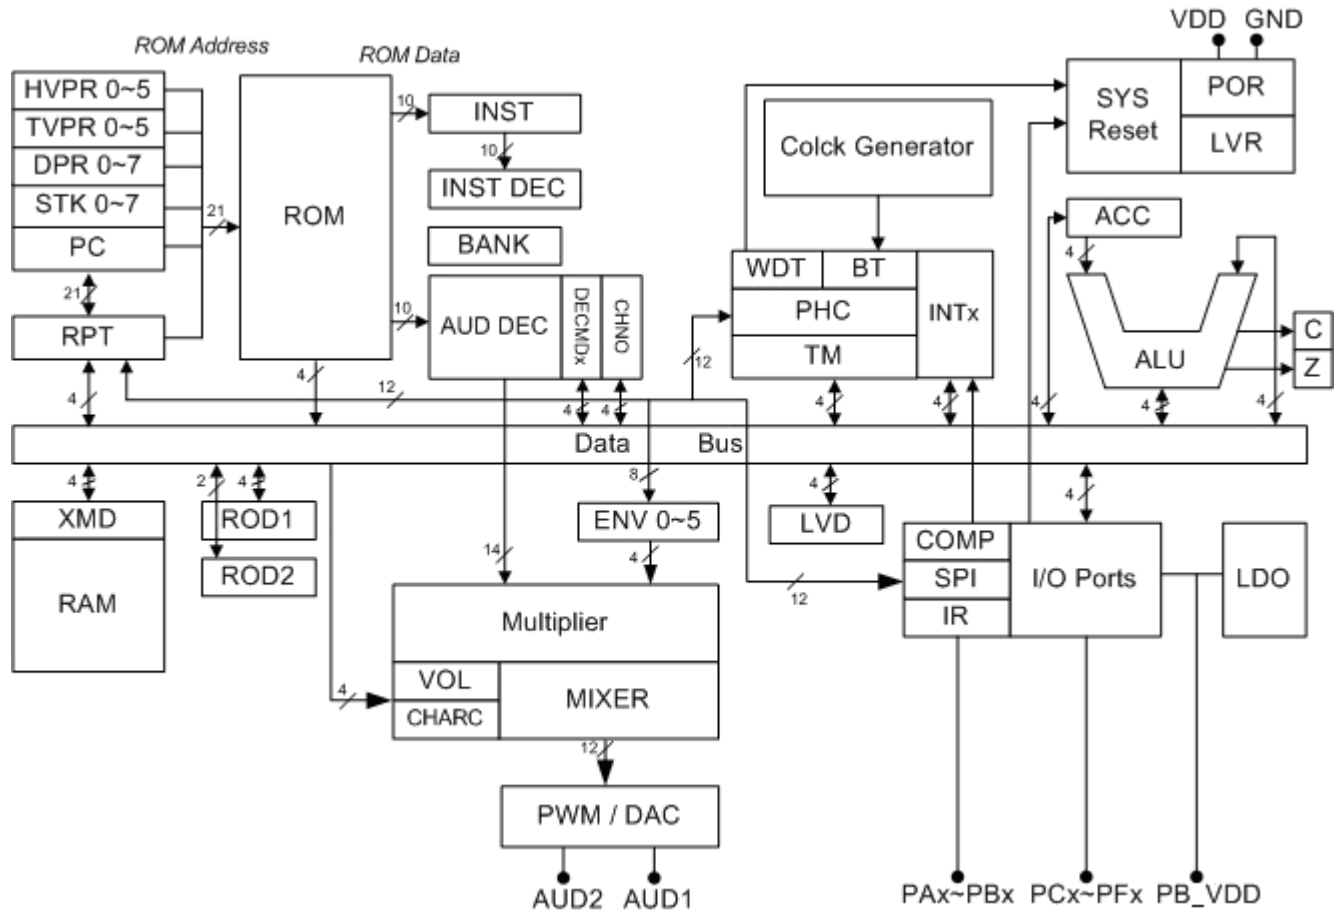 VDD GND
ROM Address
ROM Data
HVPR 0~5
TVPR 0~5
DPR 0~7
STK 0~7
PC
21
RPT
21
ROM
10
INST
10
INST DEC
BANK
10
AUD DEC
DECMDx
CHNO
Colck Generator
WDT
BT
PHC
TM
INTx
SYS
Reset
POR
LVR
ACC
4
ALU
C
Z
4
4
12
4
4
12
4
4
4
4
4
Data Bus
4
2
4
8
4
4
XMD
RAM
ROD1
ROD2
ENV 0~5
LVD
14
4
12
COMP
SPI
IR
I/O Ports
LDO
Multiplier
4
VOL
CHARC
MIXER
12
PWM / DAC
AUD2 AUD1
PAx~PBx PCx~PFx PB_VDD